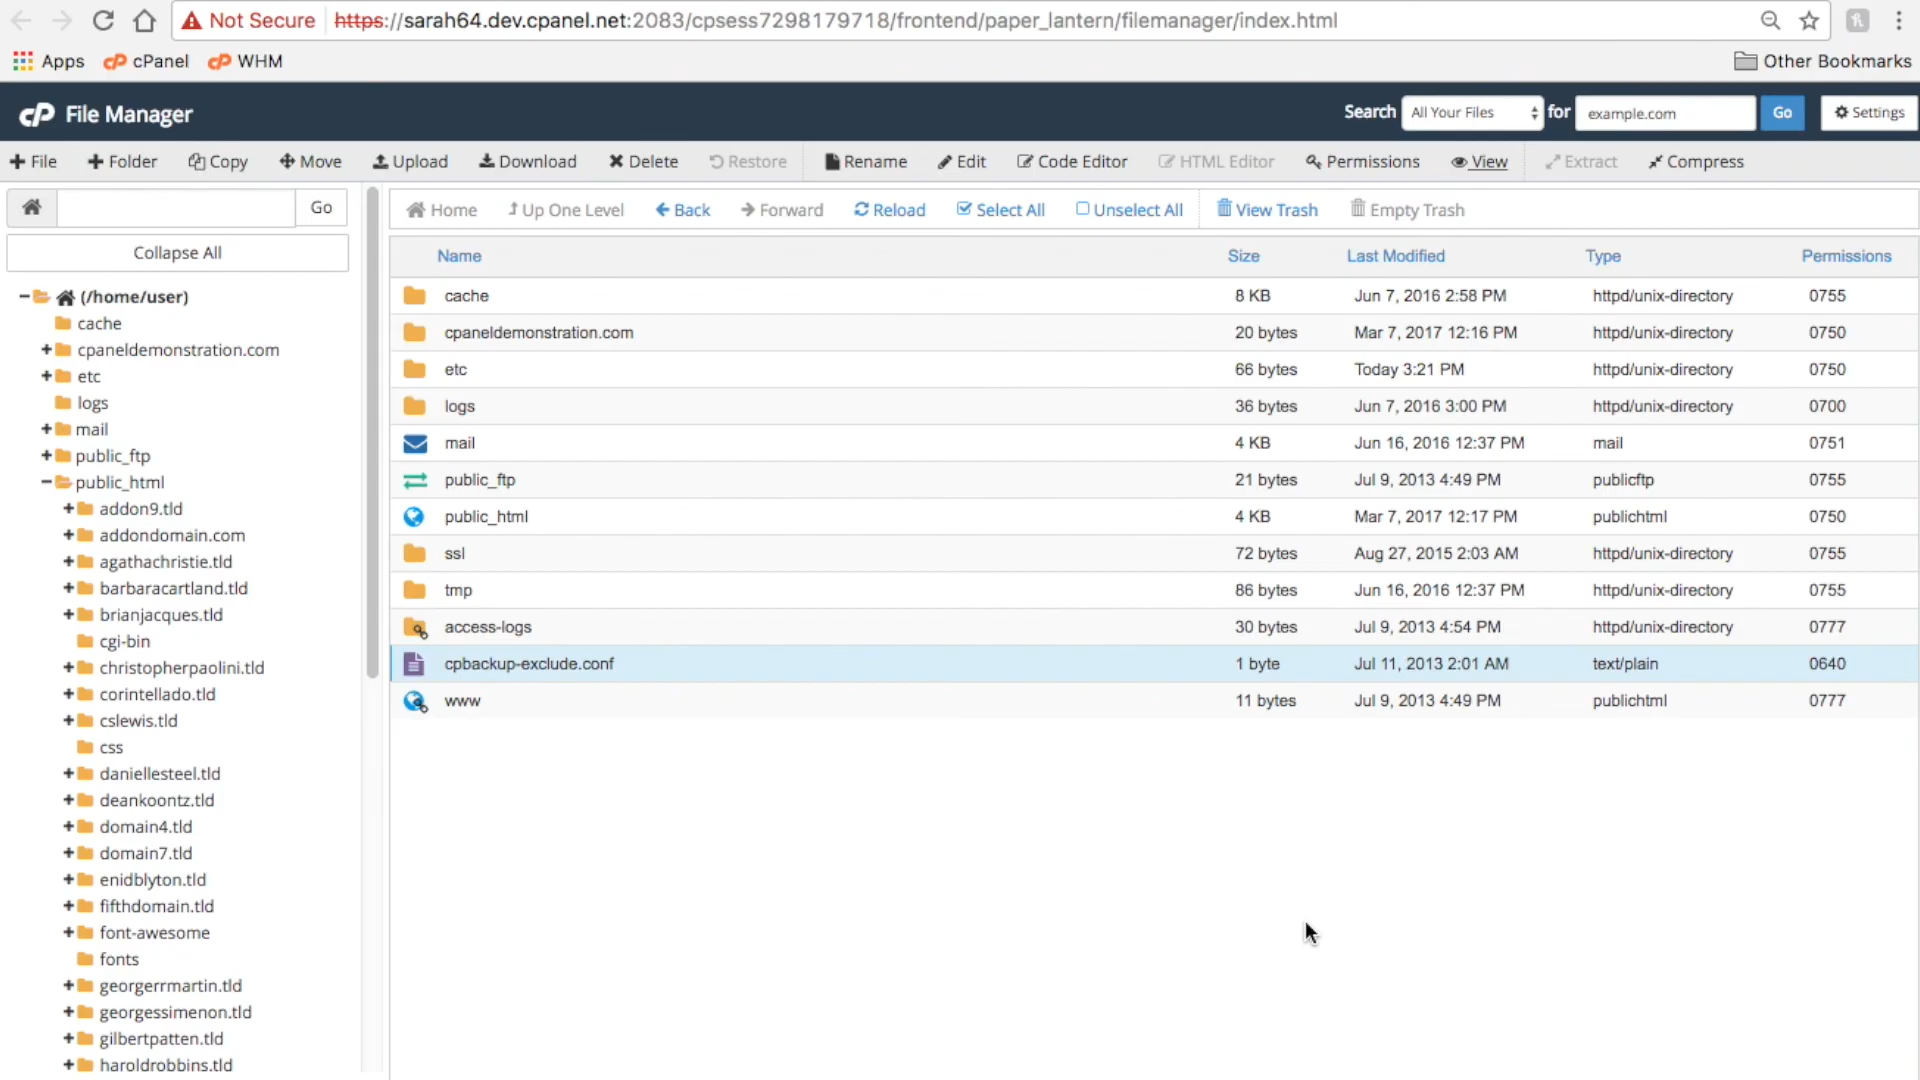 Not Secure https://sarah64.dev.cpanel.net:2083/cpsess7298179718/frontend/paper_lantern/filemanager/index.html
Apps cPanel WHM Other Bookmarks
cP File Manager Search All Your Files for example.com Go Settings
File Folder Copy Move Upload Download Delete Restore Rename Edit Code Editor HTML Editor Permissions View Extract Compress
Go
Home Up One Level Back Forward Reload Select All Unselect All View Trash Empty Trash
Collapse All
(/home/user)
cache
cpaneldemonstration.com
etc
logs
mail
public_ftp
public_html
addon9.tld
addondomain.com
agathachristie.tld
barbaracartland.tld
brianjacques.tld
cgi-bin
christopherpaolini.tld
corintellado.tld
cslewis.tld
css
daniellesteel.tld
deankoontz.tld
domain4.tld
domain7.tld
enidblyton.tld
fifthdomain.tld
font-awesome
fonts
georgerrmartin.tld
georgessimenon.tld
gilbertpatten.tld
haroldrobbins.tld
Name Size Last Modified Type Permissions
cache 8 KB Jun 7, 2016 2:58 PM httpd/unix-directory 0755
cpaneldemonstration.com 20 bytes Mar 7, 2017 12:16 PM httpd/unix-directory 0750
etc 66 bytes Today 3:21 PM httpd/unix-directory 0750
logs 36 bytes Jun 7, 2016 3:00 PM httpd/unix-directory 0700
mail 4 KB Jun 16, 2016 12:37 PM mail 0751
public_ftp 21 bytes Jul 9, 2013 4:49 PM publicftp 0755
public_html 4 KB Mar 7, 2017 12:17 PM publichtml 0750
ssl 72 bytes Aug 27, 2015 2:03 AM httpd/unix-directory 0755
tmp 86 bytes Jun 16, 2016 12:37 PM httpd/unix-directory 0755
access-logs 30 bytes Jul 9, 2013 4:54 PM httpd/unix-directory 0777
cpbackup-exclude.conf 1 byte Jul 11, 2013 2:01 AM text/plain 0640
www 11 bytes Jul 9, 2013 4:49 PM publichtml 0777